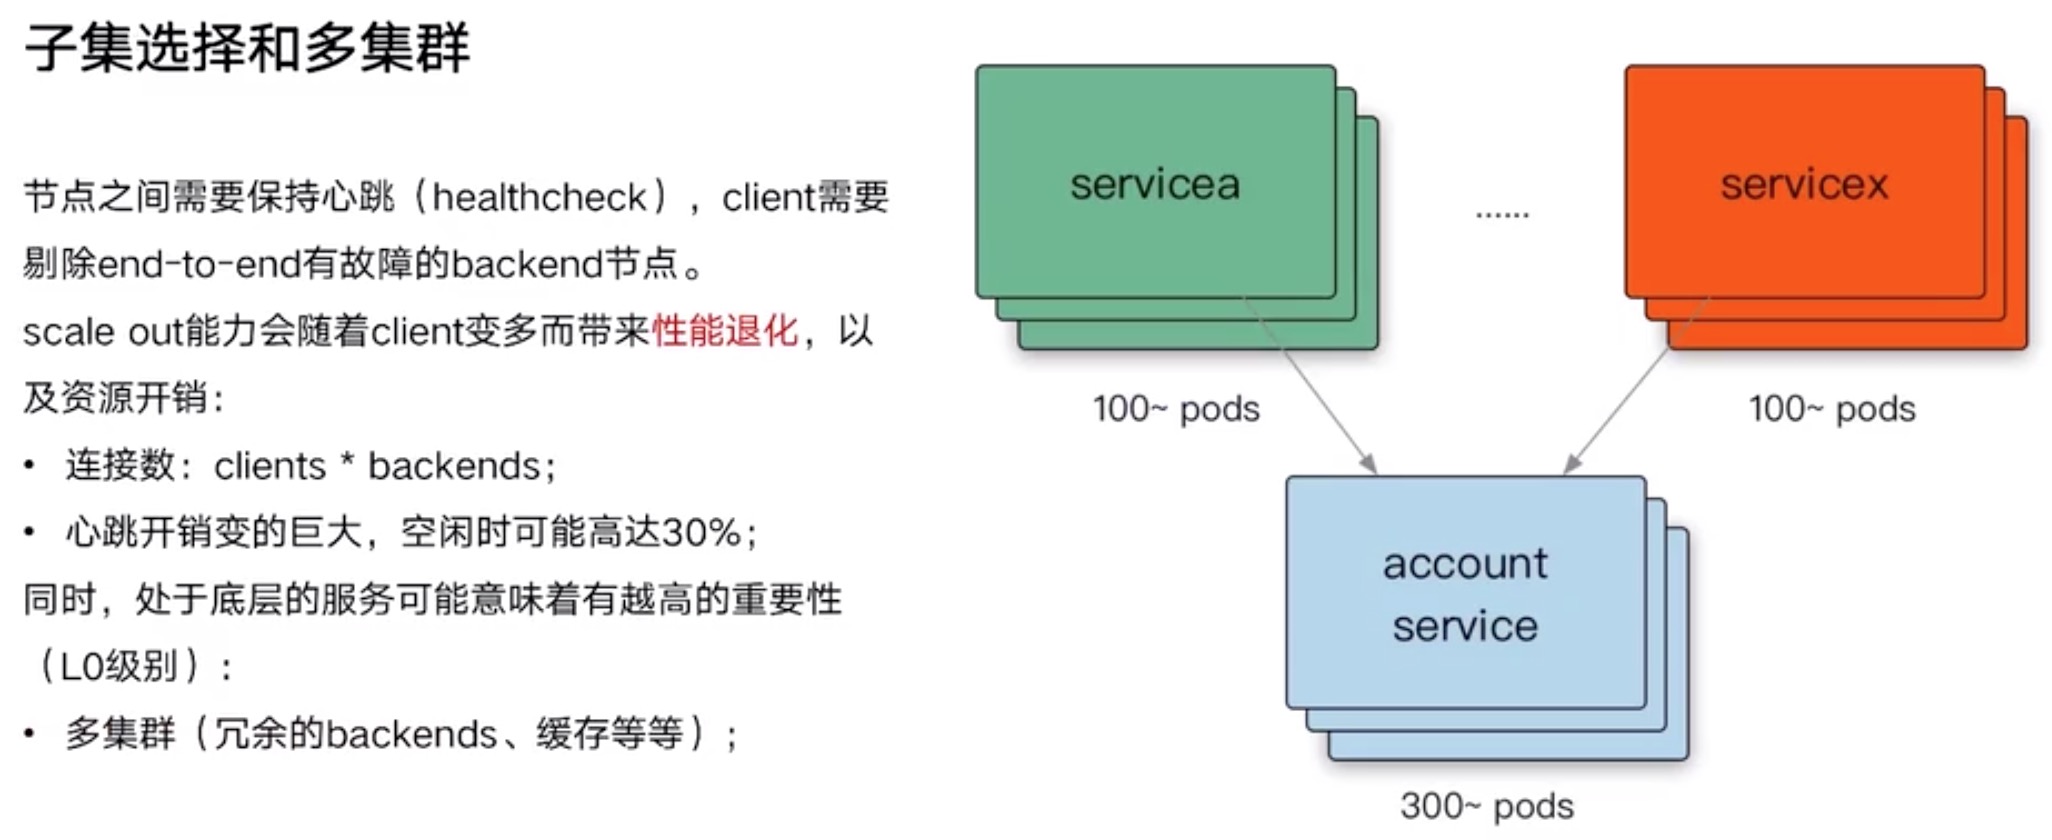 子集选择和多集群
节点之间需要保持心跳（healthcheck），client需要
剔除end-to-end有故障的backend节点。
scale out能力会随着client变多而带来性能退化，以
及资源开销：
• 连接数：clients * backends；
• 心跳开销变的巨大，空闲时可能高达30%；
同时，处于底层的服务可能意味着有越高的重要性
（L0级别）：
• 多集群（冗余的backends、缓存等等）；
servicea
......
servicex
100~ pods
100~ pods
account
service
300~ pods